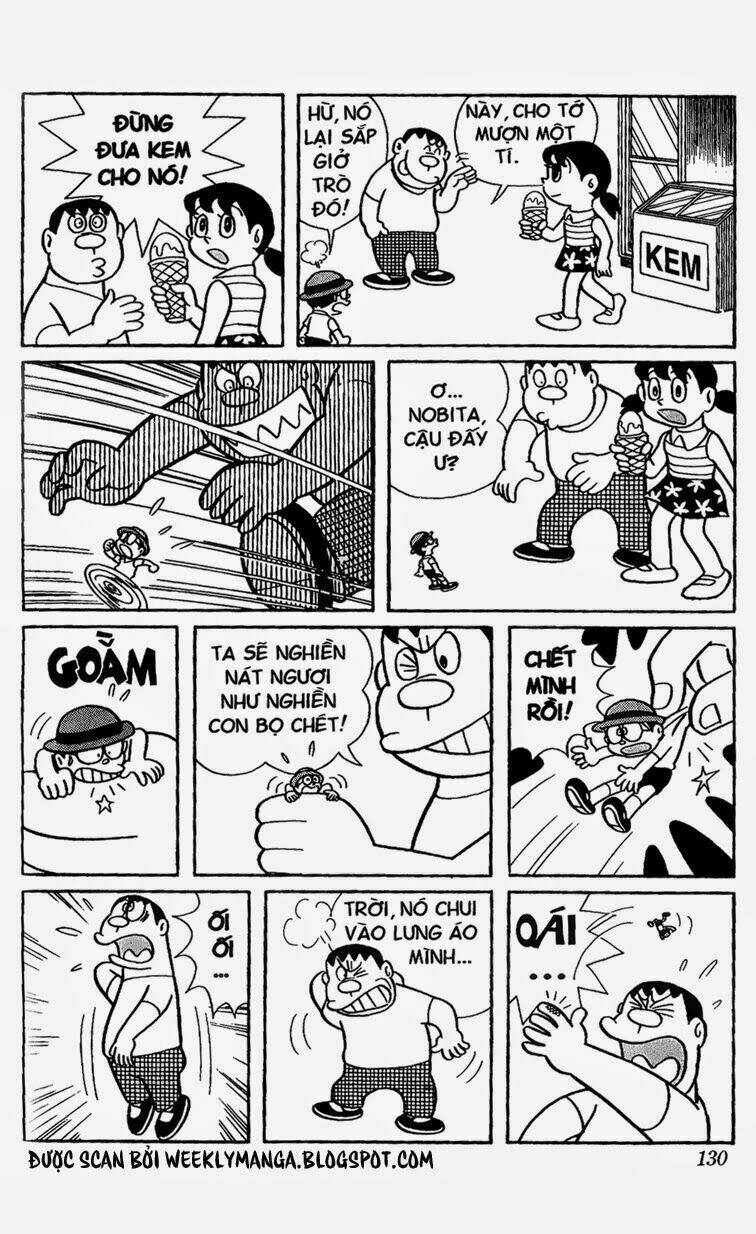 NÀY, CHO TỚ
MƯỢN MỘT
TÍ.
HỪ, NÓ
LẠI SẮP
GIỞ
TRÒ
ĐÓ!
KEM
ĐỪNG
ĐƯA KEM
CHO NÓ!
Ơ...
NOBITA,
CẬU ĐẤY
Ư?
CHẾT
MÌNH
RỒI!
TA SẼ NGHIỀN
NÁT NGƯƠI
NHƯ NGHIỀN
CON BỌ CHÉT!
GOẰM
QÁI
...
TRỜI, NÓ CHUI
VÀO LƯNG ÁO
MÌNH...
ỐI
ỐI
...
ĐƯỢC SCAN BỞI WEEKLYMANGA.BLOGSPOT.COM
130